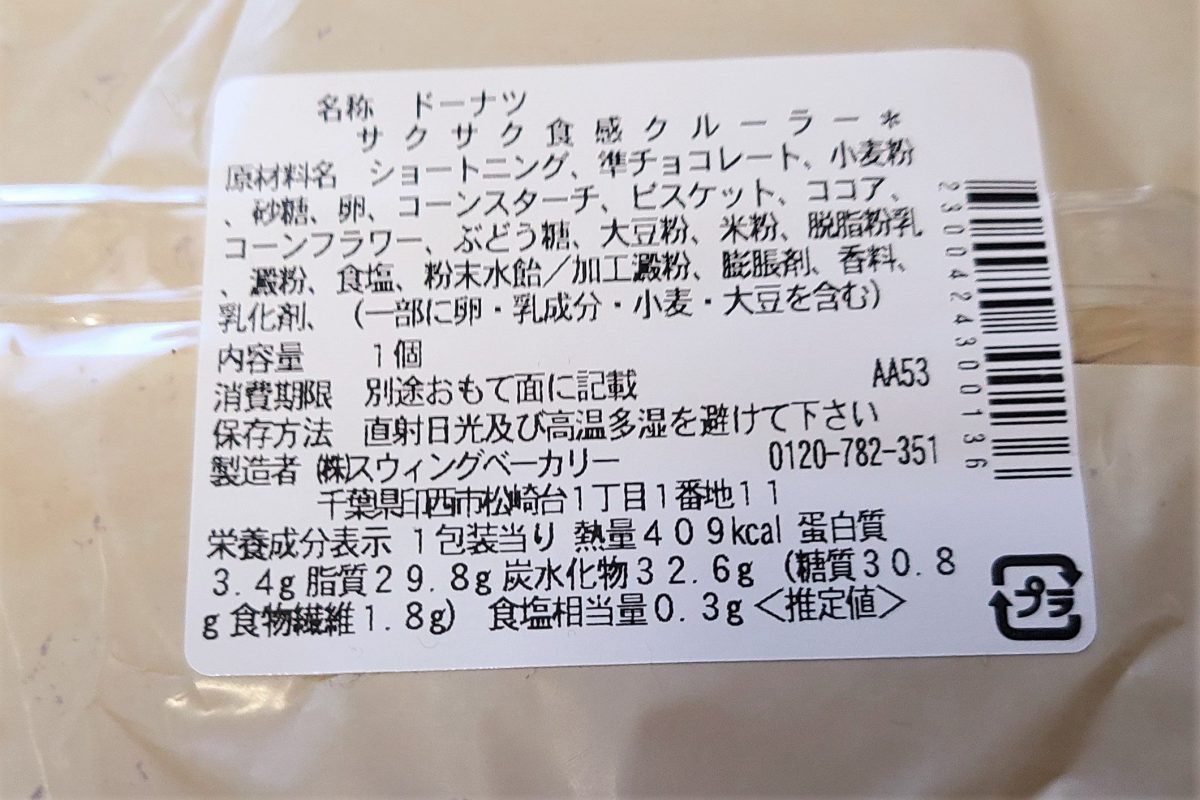 名称 ドーナツ
サクサク食感クルーラー*
原材料名 ショートニング、準チョコレート、小麦粉
、砂糖、卵、コーンスターチ、ビスケット、ココア、
コーンフラワー、ぶどう糖、大豆粉、米粉、脱脂粉乳
、澱粉、食塩、粉末水飴/加工澱粉、膨脹剤、香料、
乳化剤、(一部に卵・乳成分・小麦・大豆を含む)
内容量 1個
消費期限 別途おもて面に記載 AA53
保存方法 直射日光及び高温多湿を避けて下さい
製造者 ㈱スウィングベーカリー 0120-782-351
千葉県印西市松崎台1丁目1番地11
栄養成分表示 1包装当り 熱量409kcal 蛋白質
3.4g 脂質29.8g 炭水化物32.6g (糖質30.8
g 食物繊維1.8g) 食塩相当量0.3g <推定値>
2300424300136
プラ